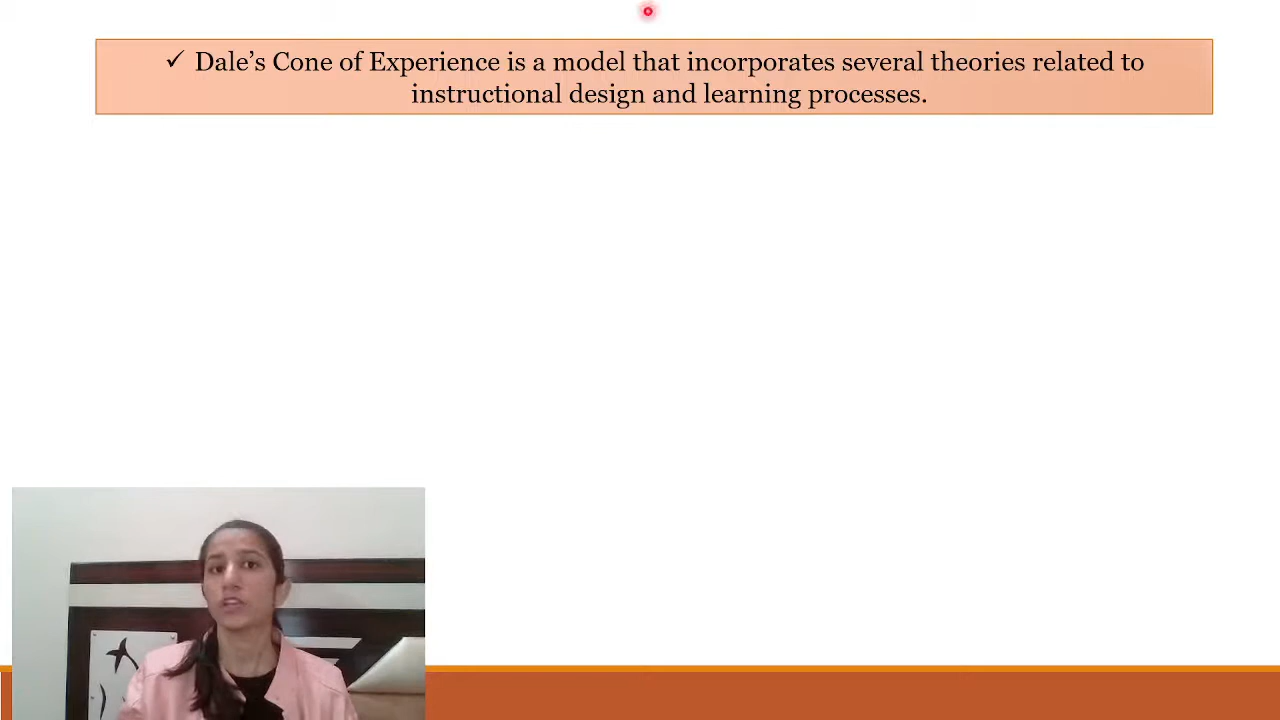 ✓ Dale’s Cone of Experience is a model that incorporates several theories related to
instructional design and learning processes.